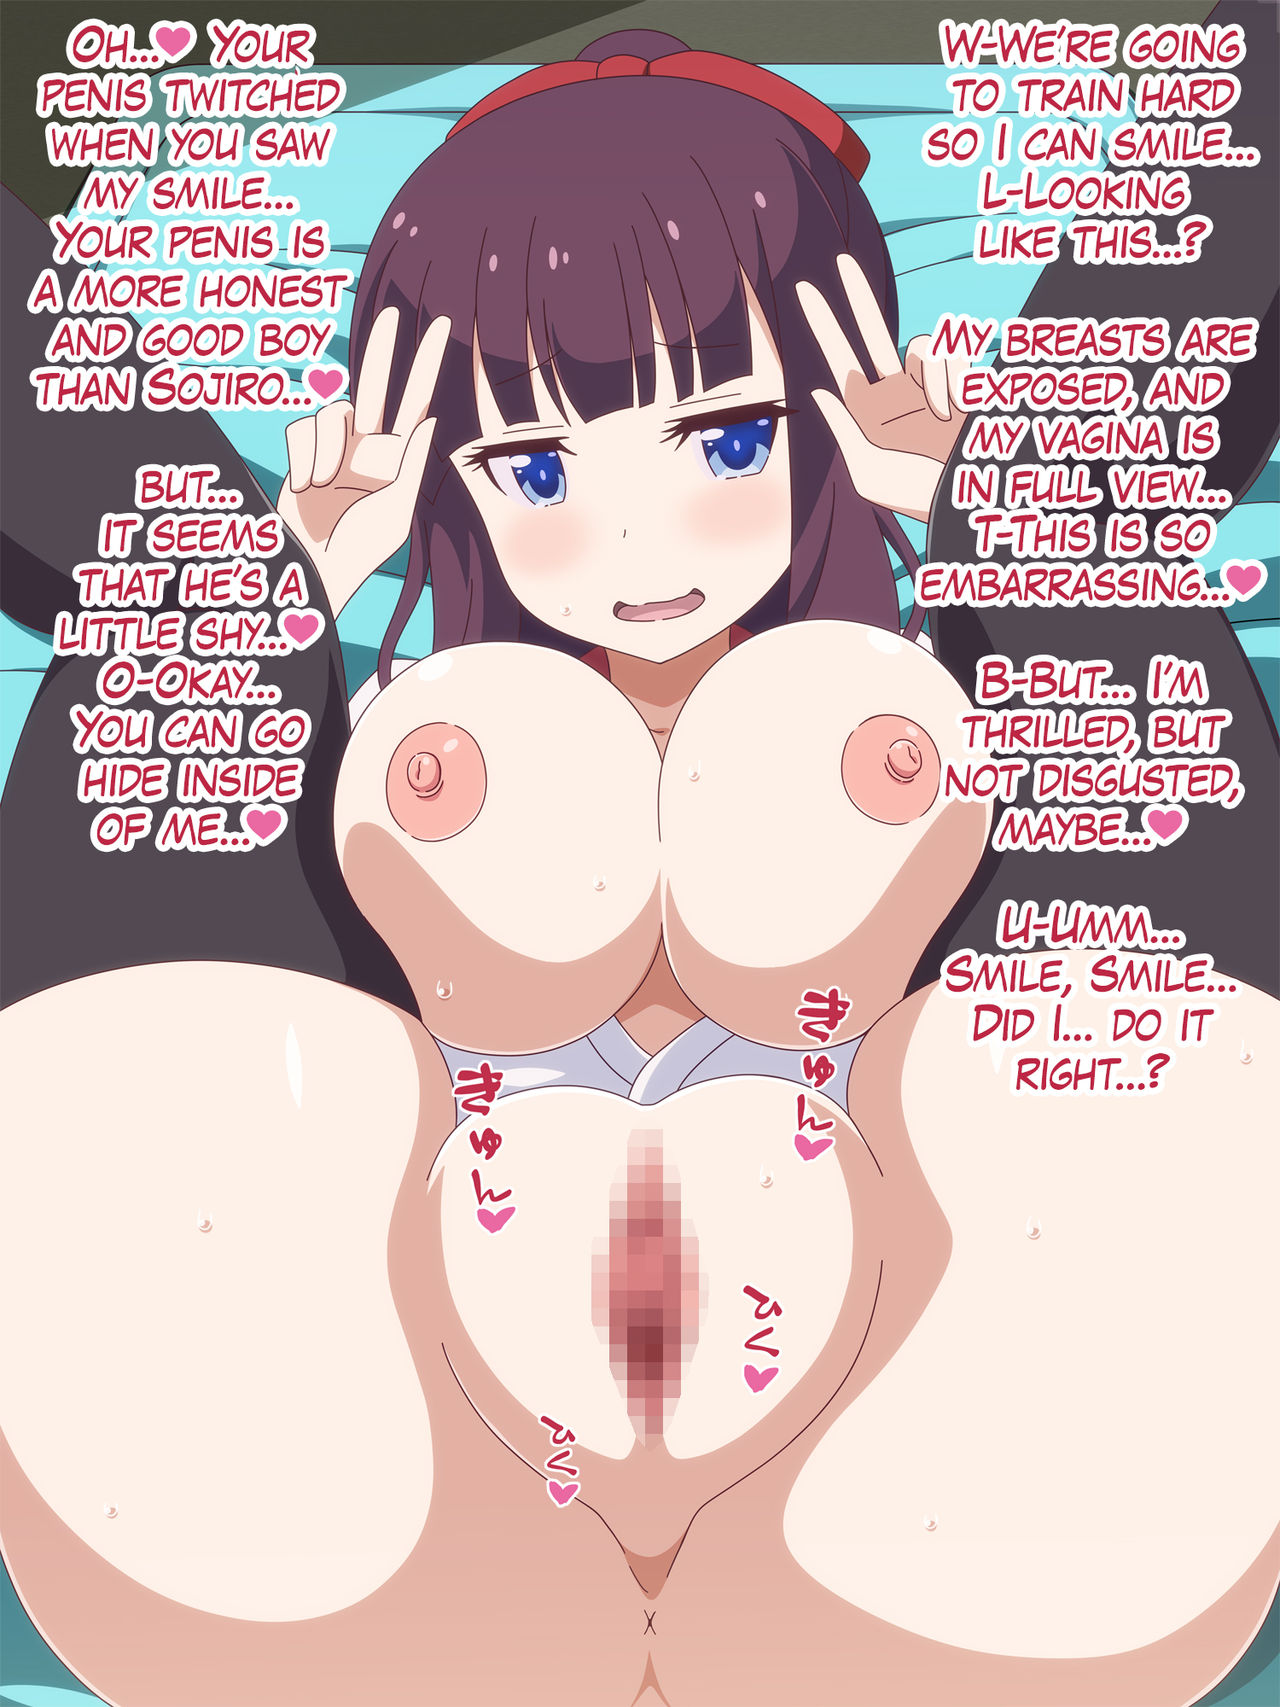 W-We're going
to train hard
so I can smile...
L-Looking
like this...?
My breasts are
exposed, and
my vagina is
in full view...
T-This is so
embarrassing...♥
B-But... I'm
thrilled, but
not disgusted,
maybe...♥
U-Umm...
Smile, Smile...
Did I... do it
right...?
Oh...♥ Your
penis twitched
when you saw
my smile...
Your penis is
a more honest
and good boy
than Sojiro...♥
but...
it seems
that he's a
little shy...♥
O-Okay...
You can go
hide inside
of me...♥
きゅん♥
きゅん♥
ひく♥
ひく♥